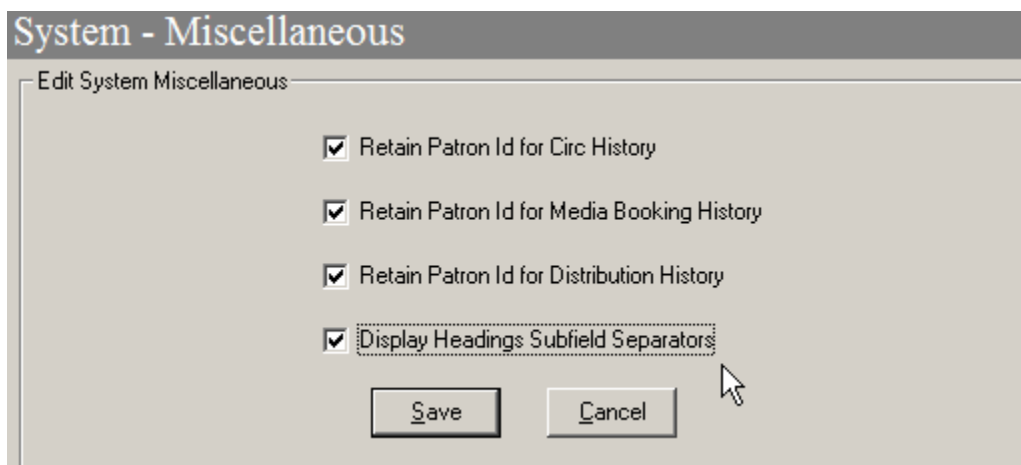 System - Miscellaneous
Edit System Miscellaneous
Retain Patron Id for Circ History
Retain Patron Id for Media Booking History
Retain Patron Id for Distribution History
Display Headings Subfield Separators
Save Cancel